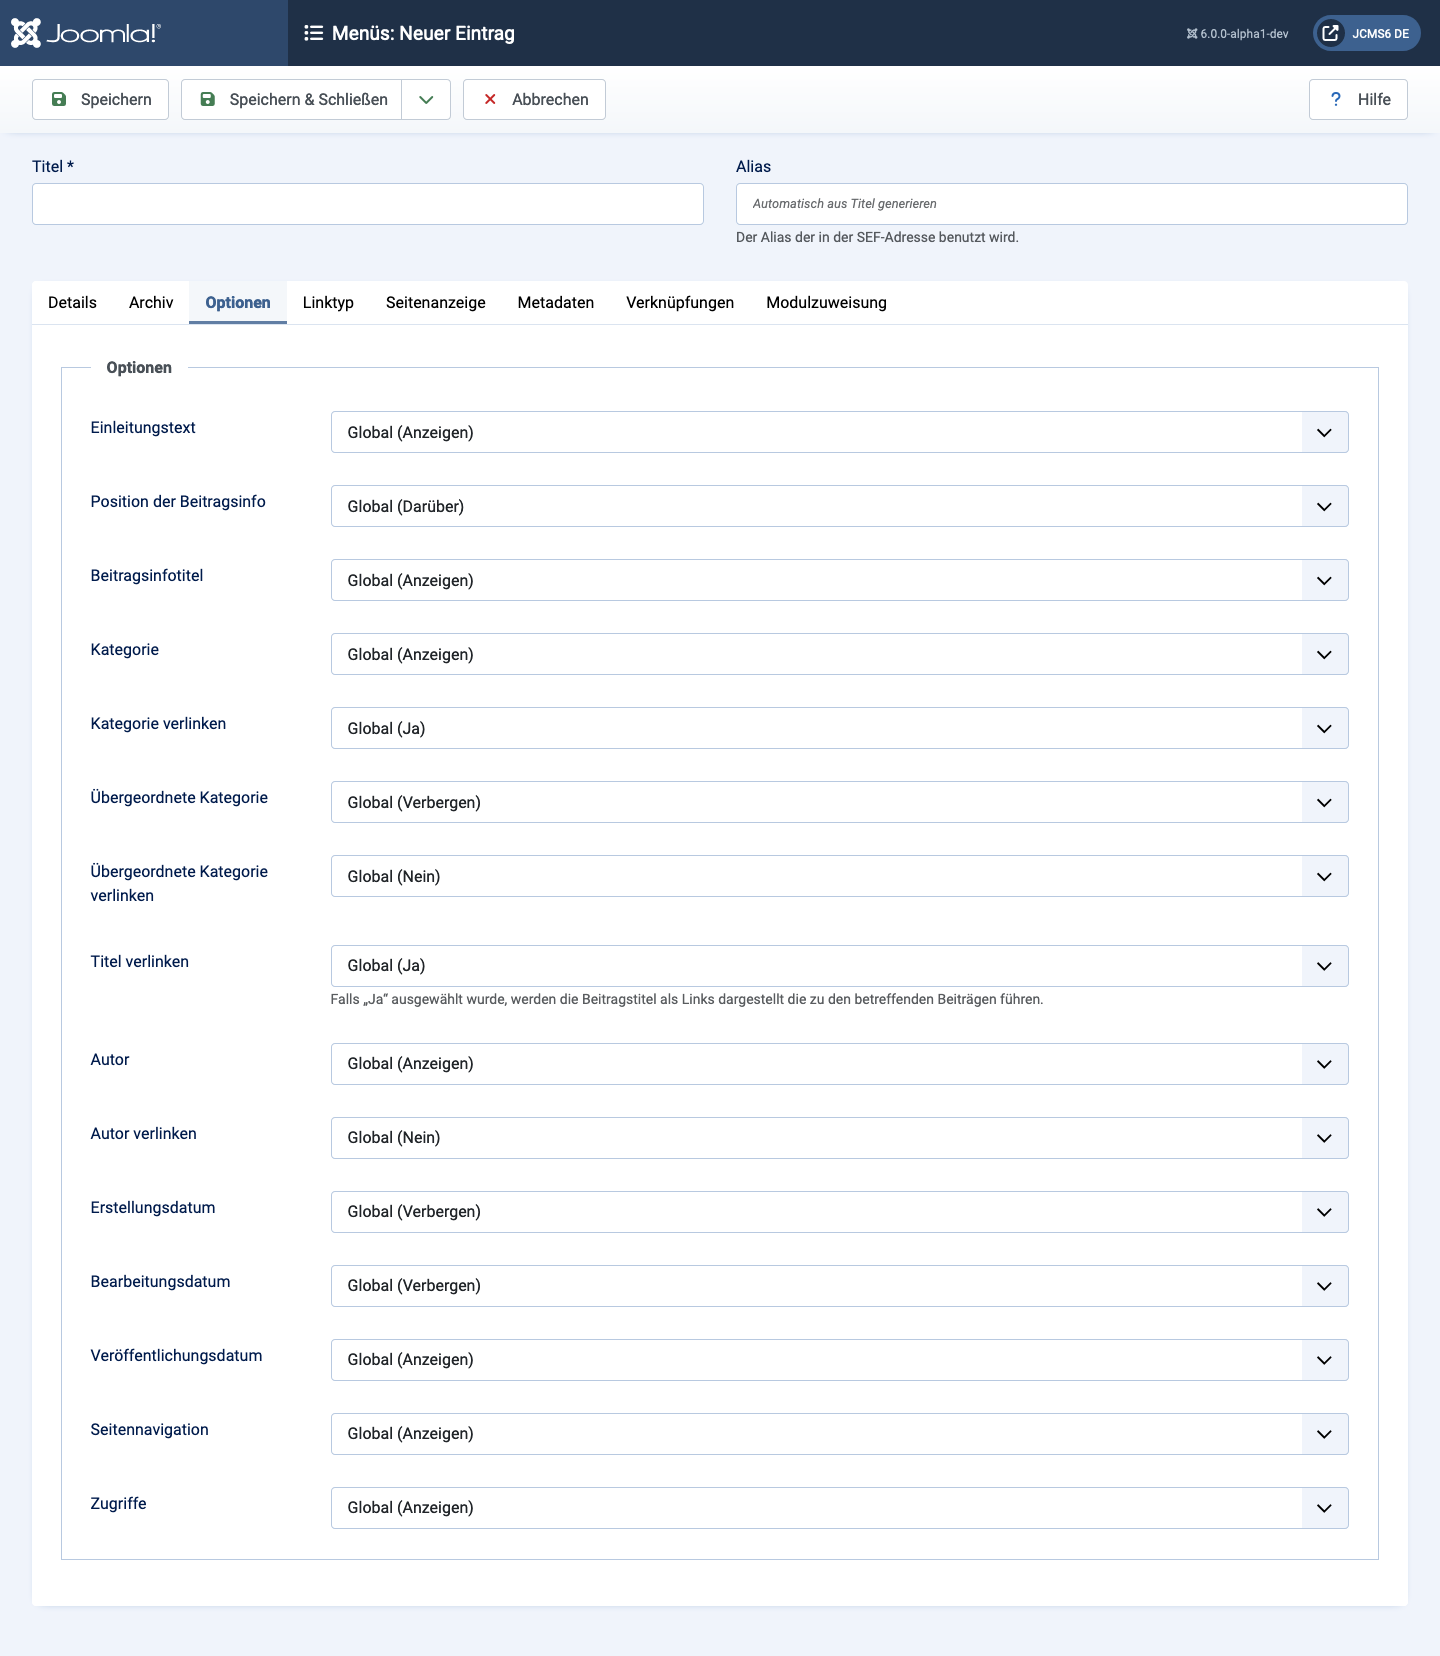 Joomla!®
Menüs: Neuer Eintrag
6.0.0-alpha1-dev
JCMS6 DE
Speichern
Speichern & Schließen
Abbrechen
? Hilfe
Titel *
Alias
Automatisch aus Titel generieren
Der Alias der in der SEF-Adresse benutzt wird.
Details Archiv Optionen Linktyp Seitenanzeige Metadaten Verknüpfungen Modulzuweisung
Optionen
Einleitungstext
Global (Anzeigen)
Position der Beitragsinfo
Global (Darüber)
Beitragsinfotitel
Global (Anzeigen)
Kategorie
Global (Anzeigen)
Kategorie verlinken
Global (Ja)
Übergeordnete Kategorie
Global (Verbergen)
Übergeordnete Kategorie
verlinken
Global (Nein)
Titel verlinken
Global (Ja)
Falls „Ja“ ausgewählt wurde, werden die Beitragstitel als Links dargestellt die zu den betreffenden Beiträgen führen.
Autor
Global (Anzeigen)
Autor verlinken
Global (Nein)
Erstellungsdatum
Global (Verbergen)
Bearbeitungsdatum
Global (Verbergen)
Veröffentlichungsdatum
Global (Anzeigen)
Seitennavigation
Global (Anzeigen)
Zugriffe
Global (Anzeigen)